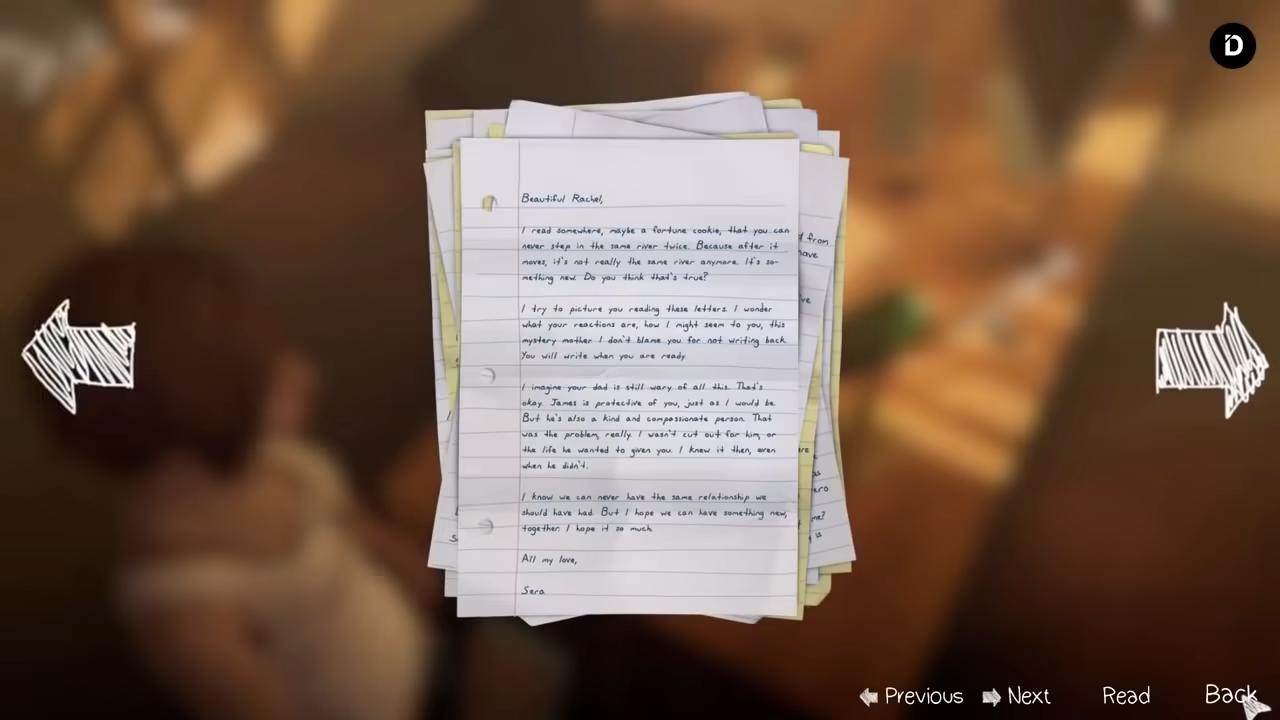 D
Beautiful Rachel,
I read somewhere, maybe a fortune cookie, that you can
never step in the same river twice. Because after it
moves, it's not really the same river anymore. It's so-
mething new. Do you think that's true?
I try to picture you reading these letters. I wonder
what your reactions are, how I might seem to you, this
mystery mother. I don't blame you for not writing back.
You will write when you are ready.
I imagine your dad is still wary of all this. That's
okay. James is protective of you, just as I would be.
But he's also a kind and compassionate person. That
was the problem, really. I wasn't cut out for him, or
the life he wanted to given you. I knew it then, even
when he didn't.
I know we can never have the same relationship we
should have had. But I hope we can have something new,
together. I hope it so much.
All my love,
Sera
from
have
've
ere
as
ero
me?
is
Previous
Next
Read
Back